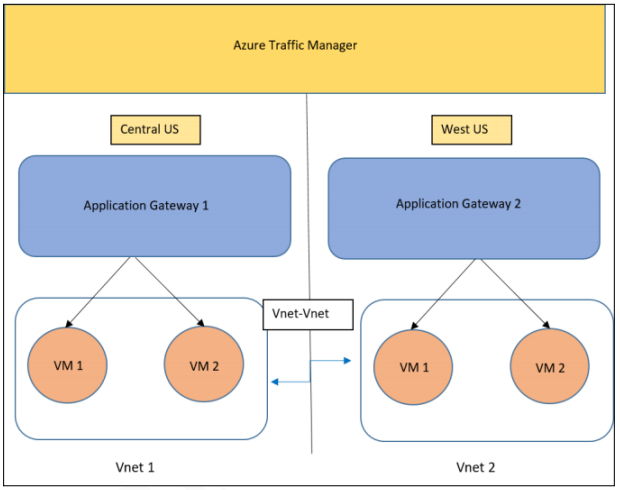 Azure Traffic Manager
Central US
West US
Application Gateway 1
Application Gateway 2
Vnet-Vnet
VM 1
VM 2
VM 1
VM 2
Vnet 1
Vnet 2